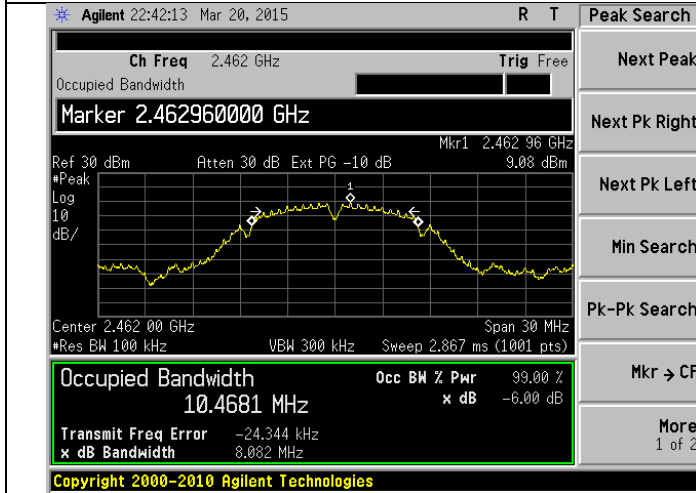 Agilent 22:42:13 Mar 20, 2015 R T
Peak Search
Ch Freq 2.462 GHz Trig Free
Occupied Bandwidth
Next Peak
Marker 2.462960000 GHz
Next Pk Right
Mkr1 2.462 96 GHz
Ref 30 dBm Atten 30 dB Ext PG -10 dB 9.08 dBm
#Peak
Log
10
dB/
1
Next Pk Left
Min Search
Pk-Pk Search
Center 2.462 00 GHz Span 30 MHz
#Res BW 100 kHz VBW 300 kHz Sweep 2.867 ms (1001 pts)
Occupied Bandwidth Occ BW % Pwr 99.00 %
10.4681 MHz x dB -6.00 dB
Mkr → CF
Transmit Freq Error -24.344 kHz
x dB Bandwidth 8.082 MHz
More
1 of 2
Copyright 2000-2010 Agilent Technologies